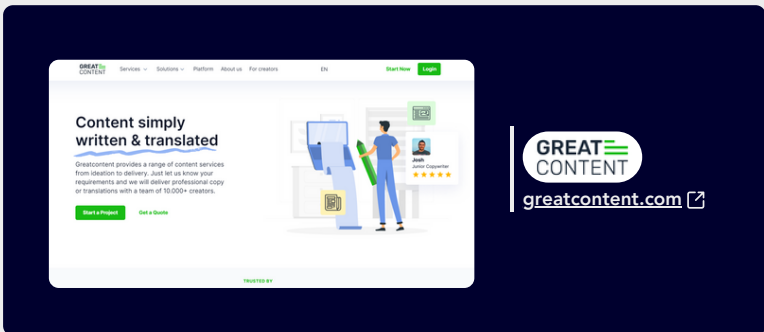 GREAT
CONTENT
Services
Solutions
Platform
About us
For creators
EN
Start Now
Login
Content simply
written & translated
Greatcontent provides a range of content services
from ideation to delivery. Just let us know your
requirements and we will deliver professional copy
or translations with a team of 10.000+ creators.
Start a Project
Get a Quote
Josh
Junior Copywriter
TRUSTED BY
GREAT
CONTENT
greatcontent.com